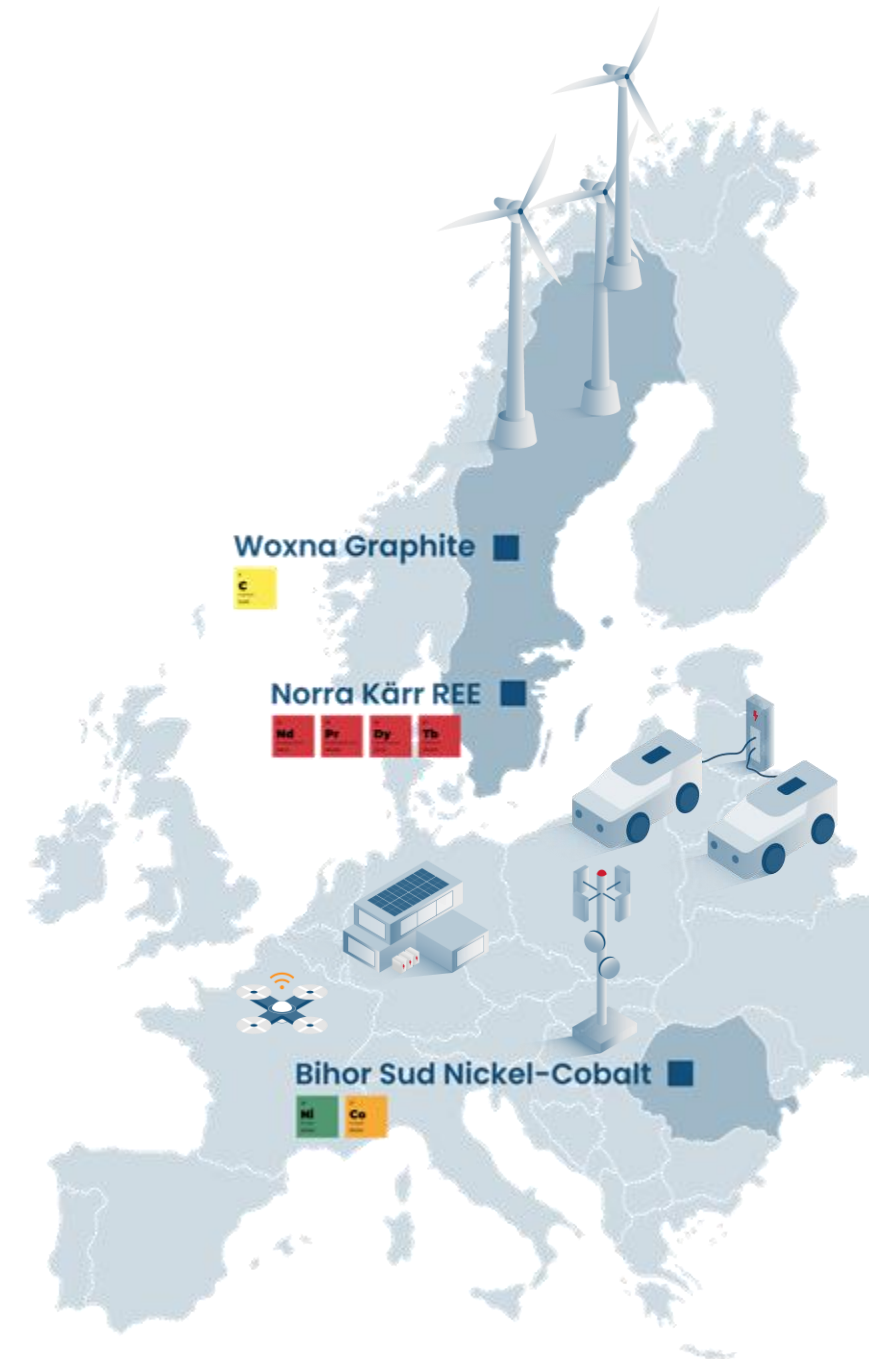 Woxna Graphite
C
Norra Kärr REE
Nd Pr Dy Tb
Bihor Sud Nickel-Cobalt
Ni Co